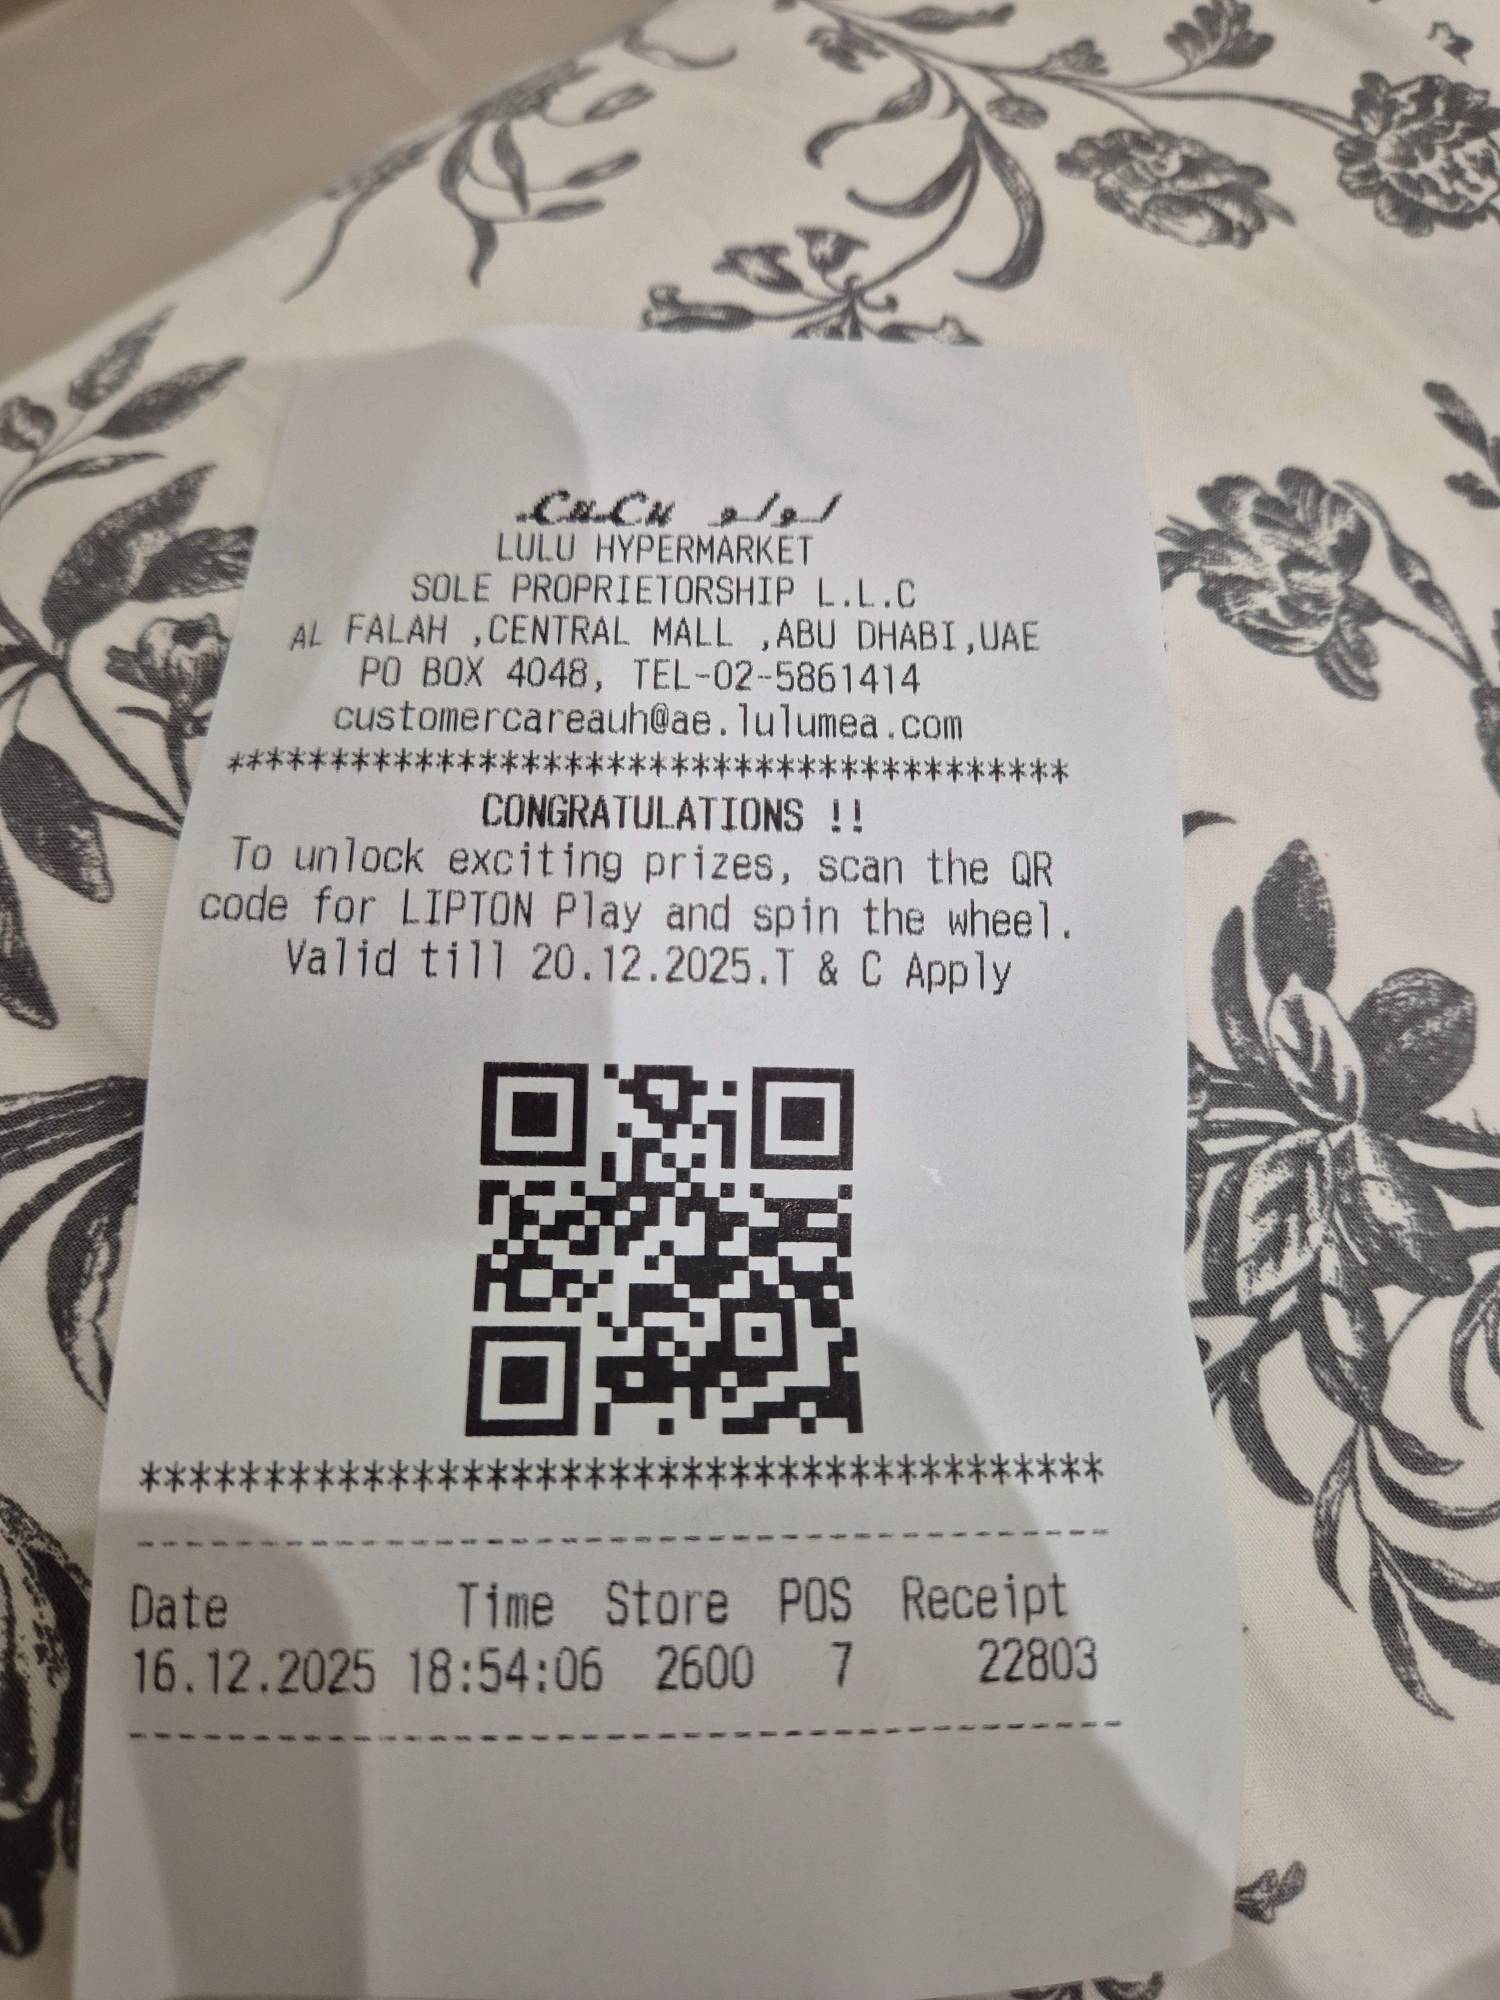 LuLu لولو
LULU HYPERMARKET
SOLE PROPRIETORSHIP L.L.C
AL FALAH ,CENTRAL MALL ,ABU DHABI,UAE
PO BOX 4048, TEL-02-5861414
customercareauh@ae.lulumea.com
****************************************
CONGRATULATIONS !!
To unlock exciting prizes, scan the QR
code for LIPTON Play and spin the wheel.
Valid till 20.12.2025.T & C Apply
****************************************
----------------------------------------
Date Time Store POS Receipt
16.12.2025 18:54:06 2600 7 22803
----------------------------------------